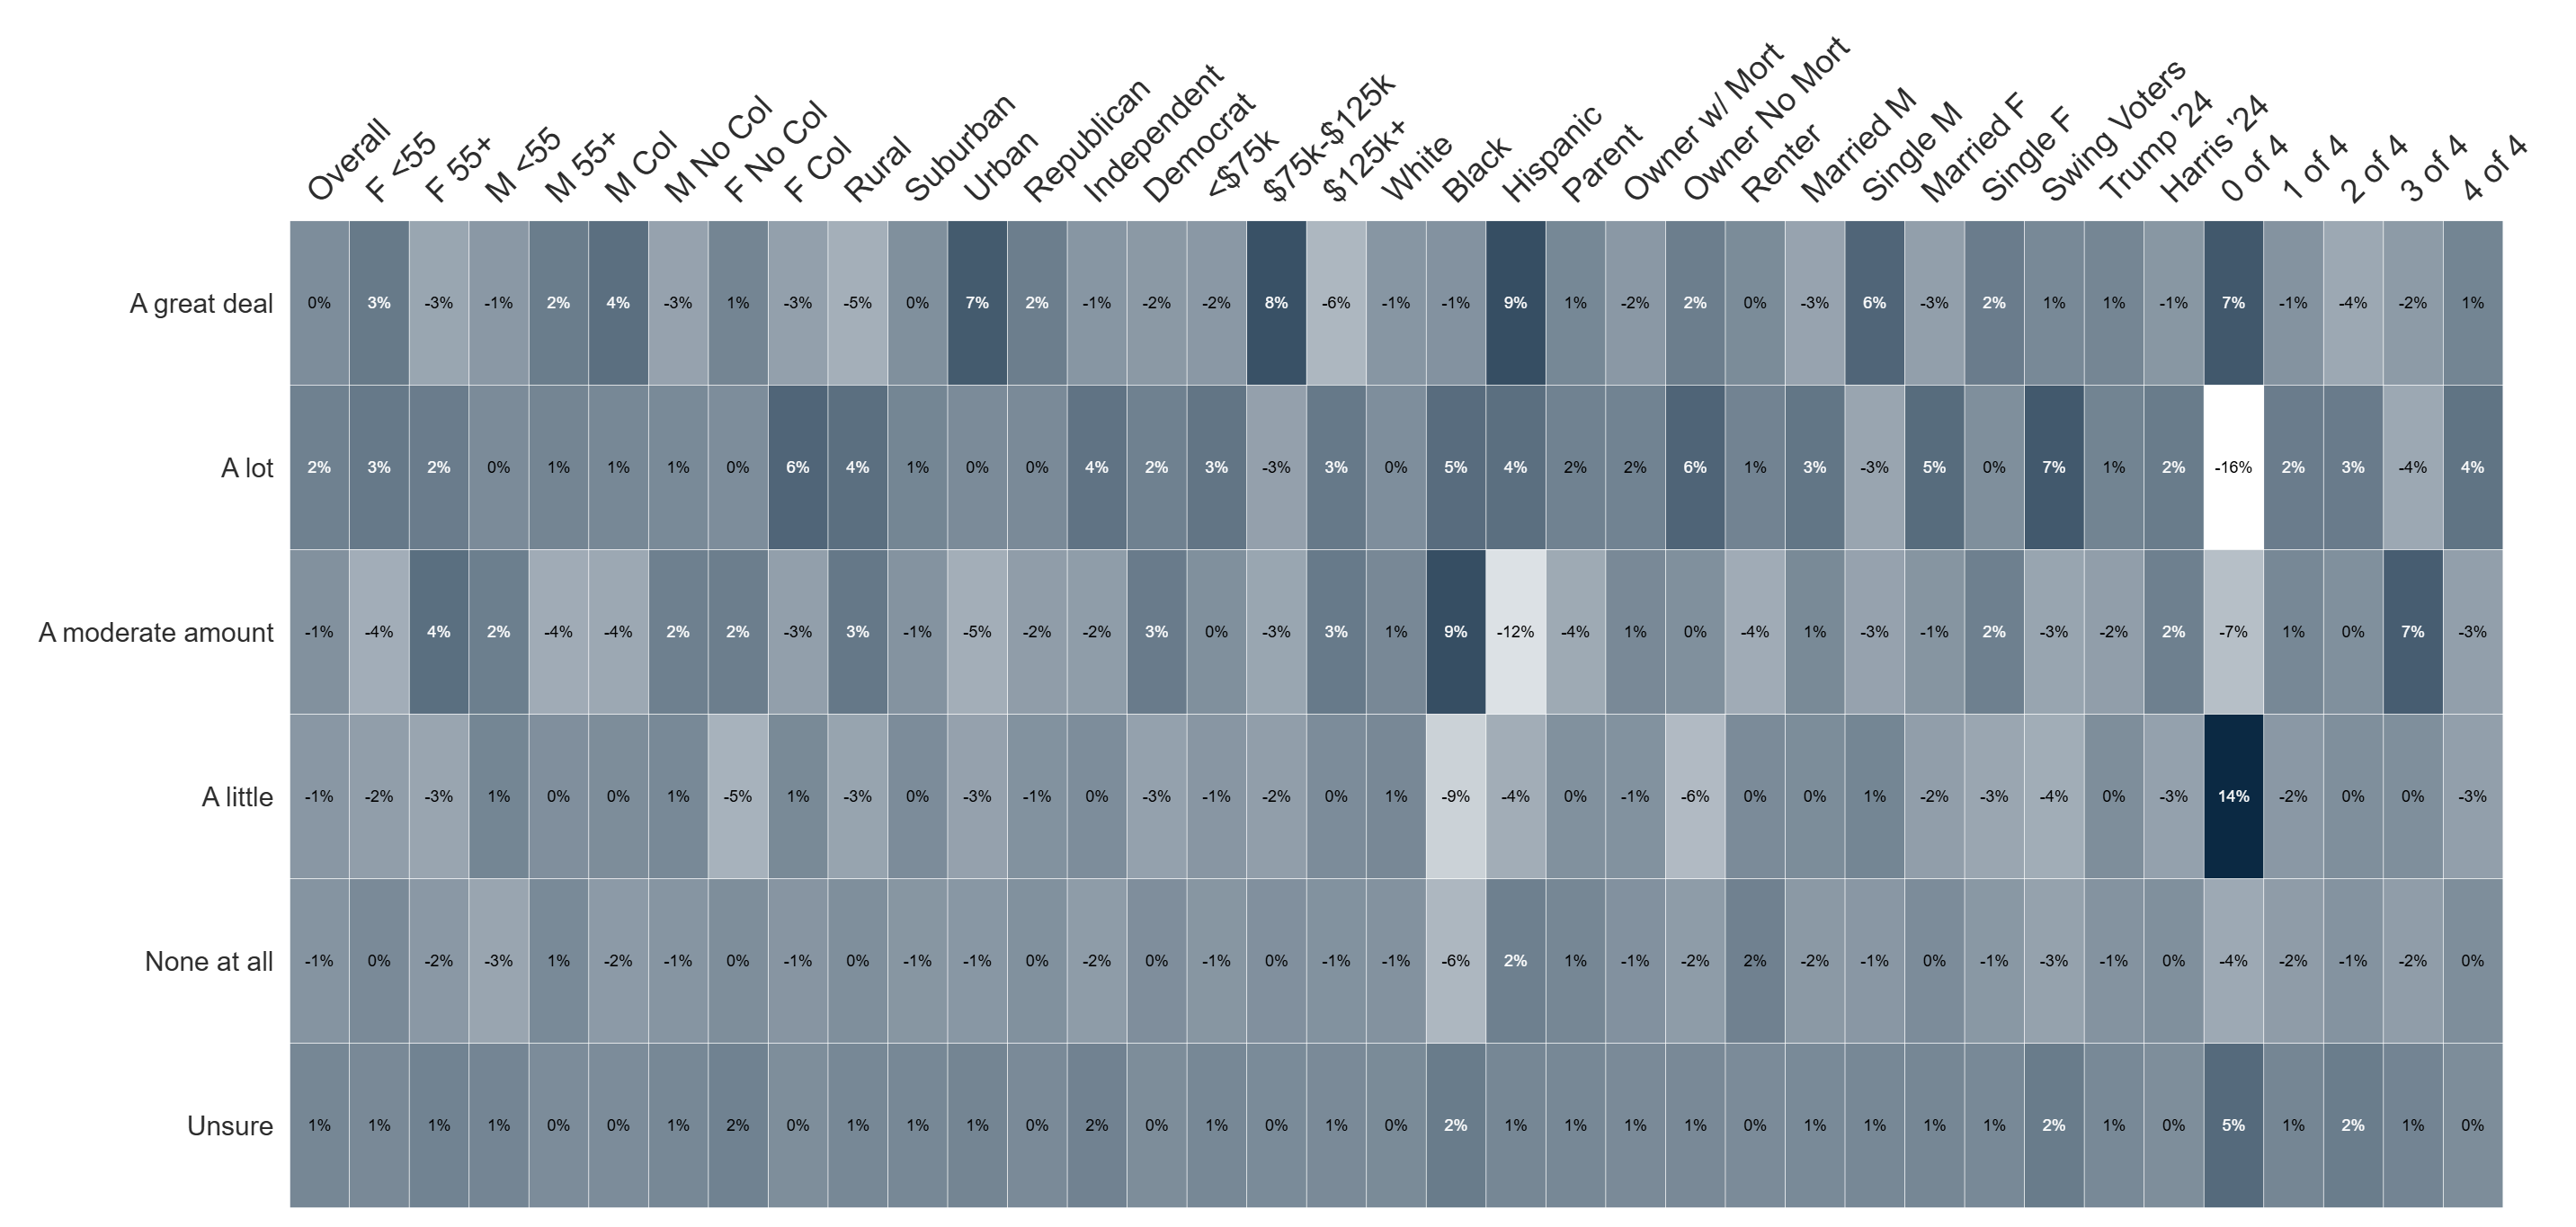 Overall F <55 F 55+ M <55 M 55+ M Col M No Col F No Col F Col Rural Suburban Urban Republican Independent Democrat <$75k $75k-$125k $125k+ White Black Hispanic Parent Owner w/ Mort Owner No Mort Renter Married M Single M Married F Single F Swing Voters Trump '24 Harris '24 0 of 4 1 of 4 2 of 4 3 of 4 4 of 4
A great deal 0% 3% -3% -1% 2% 4% -3% 1% -3% -5% 0% 7% 2% -1% -2% -2% 8% -6% -1% -1% 9% 1% -2% 2% 0% -3% 6% -3% 2% 1% 1% -1% 7% -1% -4% -2% 1%
A lot 2% 3% 2% 0% 1% 1% 1% 0% 6% 4% 1% 0% 0% 4% 2% 3% -3% 3% 0% 5% 4% 2% 2% 6% 1% 3% -3% 5% 0% 7% 1% 2% -16% 2% 3% -4% 4%
A moderate amount -1% -4% 4% 2% -4% -4% 2% 2% -3% 3% -1% -5% -2% -2% 3% 0% -3% 3% 1% 9% -12% -4% 1% 0% -4% 1% -3% -1% 2% -3% -2% 2% -7% 1% 0% 7% -3%
A little -1% -2% -3% 1% 0% 0% 1% -5% 1% -3% 0% -3% -1% 0% -3% -1% -2% 0% 1% -9% -4% 0% -1% -6% 0% 0% 1% -2% -3% -4% 0% -3% 14% -2% 0% 0% -3%
None at all -1% 0% -2% -3% 1% -2% -1% 0% -1% 0% -1% -1% 0% -2% 0% -1% 0% -1% -1% -6% 2% 1% -1% -2% 2% -2% -1% 0% -1% -3% -1% 0% -4% -2% -1% -2% 0%
Unsure 1% 1% 1% 1% 0% 0% 1% 2% 0% 1% 1% 1% 0% 2% 0% 1% 0% 1% 0% 2% 1% 1% 1% 1% 0% 1% 1% 1% 1% 2% 1% 0% 5% 1% 2% 1% 0%